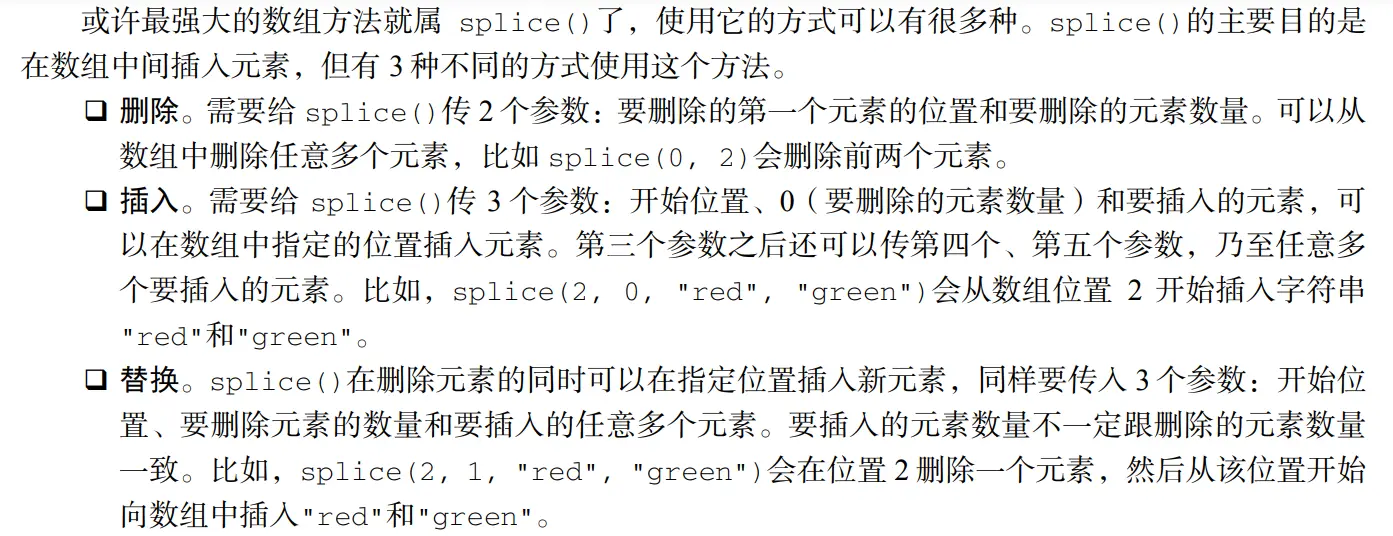 或许最强大的数组方法就属 splice()了，使用它的方式可以有很多种。splice()的主要目的是
在数组中间插入元素，但有 3 种不同的方式使用这个方法。
❑ 删除。需要给 splice()传 2 个参数：要删除的第一个元素的位置和要删除的元素数量。可以从
数组中删除任意多个元素，比如 splice(0, 2)会删除前两个元素。
❑ 插入。需要给 splice()传 3 个参数：开始位置、0（要删除的元素数量）和要插入的元素，可
以在数组中指定的位置插入元素。第三个参数之后还可以传第四个、第五个参数，乃至任意多
个要插入的元素。比如，splice(2, 0, "red", "green")会从数组位置 2 开始插入字符串
"red"和"green"。
❑ 替换。splice()在删除元素的同时可以在指定位置插入新元素，同样要传入 3 个参数：开始位
置、要删除元素的数量和要插入的任意多个元素。要插入的元素数量不一定跟删除的元素数量
一致。比如，splice(2, 1, "red", "green")会在位置 2 删除一个元素，然后从该位置开始
向数组中插入"red"和"green"。